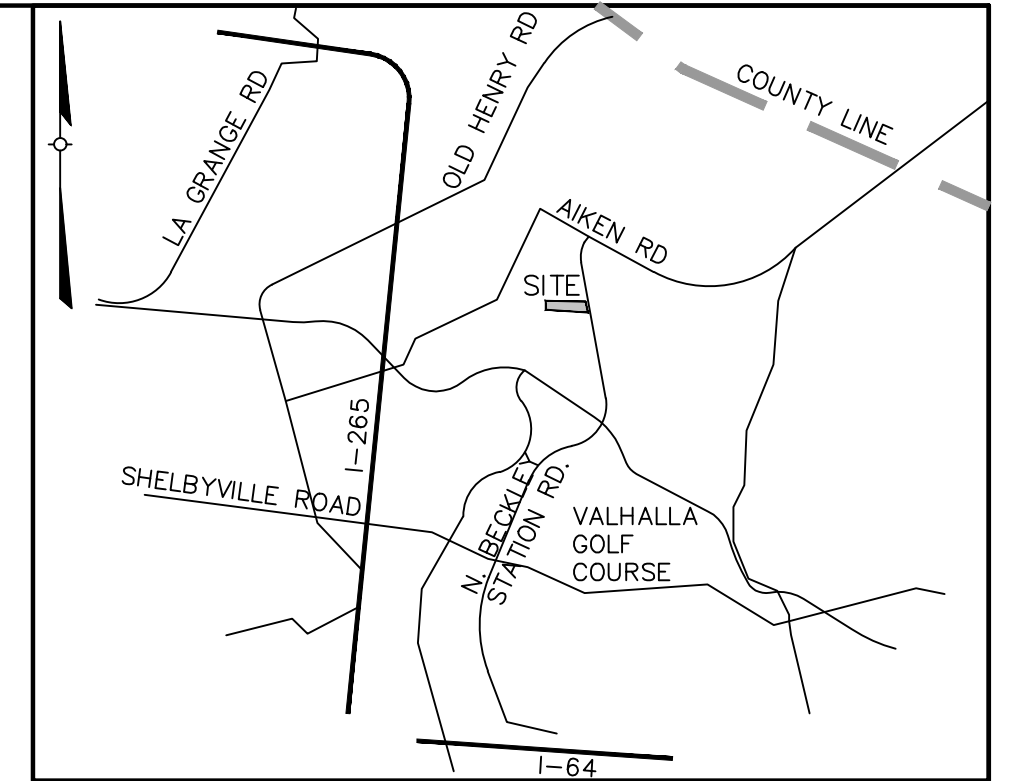 OLD HENRY RD
COUNTY LINE
LA GRANGE RD
AIKEN RD
SITE
I-265
SHELBYVILLE ROAD
N. BECKLEY
STATION RD.
VALHALLA
GOLF
COURSE
I-64